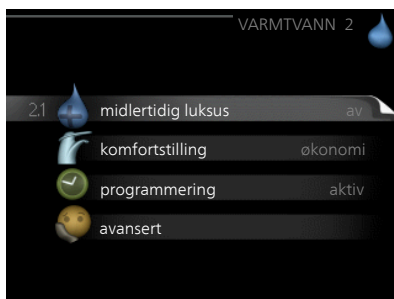 VARMTVANN 2
2.1 midlertidig luksus av
komfortstilling økonomi
programmering aktiv
avansert